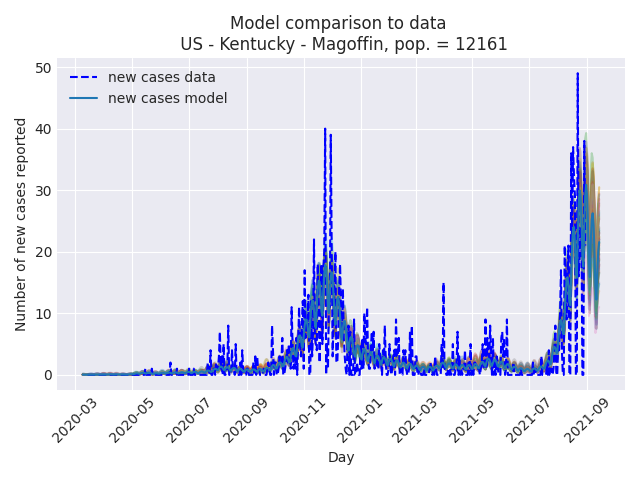 Model comparison to data
US - Kentucky - Magoffin, pop. = 12161
new cases data
new cases model
Number of new cases reported
50
40
30
20
10
0
2020-03
2020-05
2020-07
2020-09
2020-11
2021-01
2021-03
2021-05
2021-07
2021-09
Day